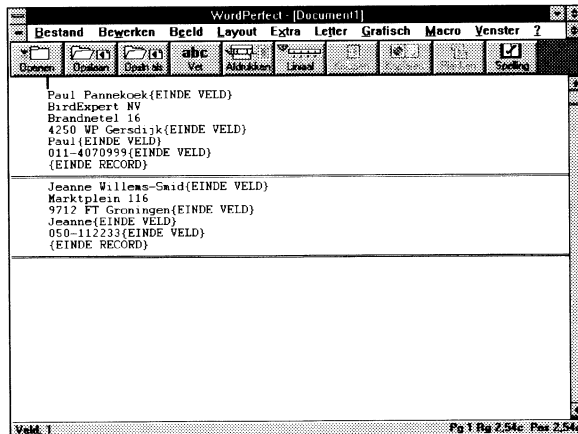 WordPerfect - [Document1]
Bestand Bewerken Beeld Layout Extra Letter Grafisch Macro Venster ?
abc
Openen Opslaan Opsln als Vet Afdrukken Liniaal Spelling
Paul Pannekoek{EINDE VELD}
BirdExpert NV
Brandnetel 16
4250 WP Gersdijk{EINDE VELD}
Paul{EINDE VELD}
011-4070999{EINDE VELD}
{EINDE RECORD}
Jeanne Willems-Smid{EINDE VELD}
Marktplein 116
9712 FT Groningen{EINDE VELD}
Jeanne{EINDE VELD}
050-112233{EINDE VELD}
{EINDE RECORD}
Veld: 1 Pg 1 Rg 2,54c Pos 2,54c